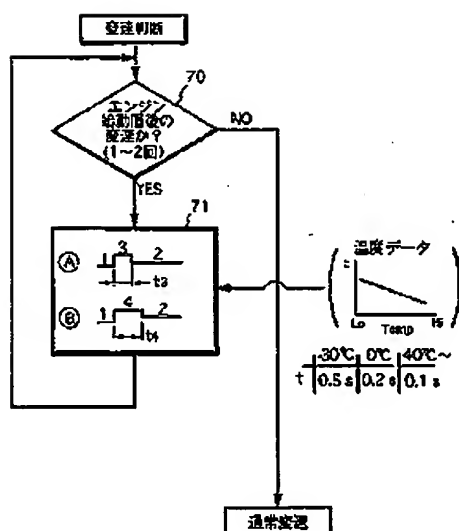 変速判断
70
エンジン
始動直後の
変速か?
(1～2回)
NO
YES
71
Ⓐ 1 3 2
t3
Ⓑ 1 4 2
t4
温度データ
t
Lo Temp Hi
-30℃ 0℃ 40℃～
t 0.5 s 0.2 s 0.1 s
通常変速